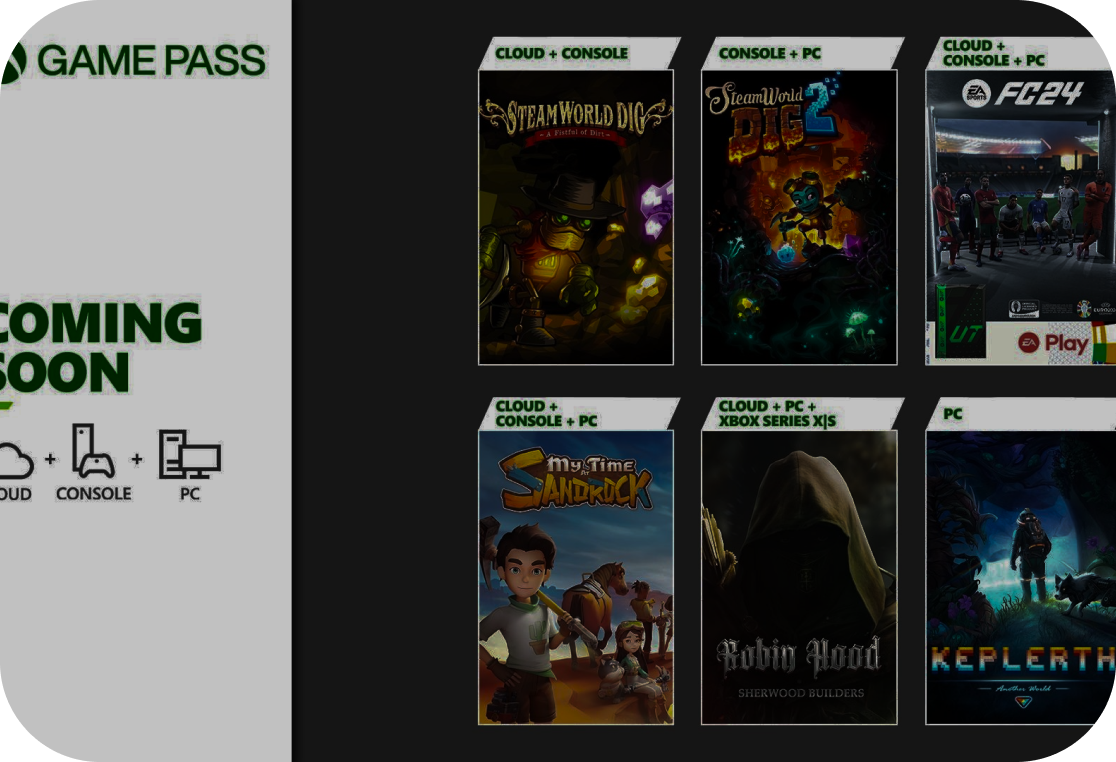 GAME PASS
COMING
SOON
CLOUD + CONSOLE + PC
CLOUD + CONSOLE
STEAMWORLD DIG
A Fistful of Dirt
CONSOLE + PC
SteamWorld
DIG 2
CLOUD +
CONSOLE + PC
EA SPORTS FC24
UT
EA Play
CLOUD +
CONSOLE + PC
My Time
AT
SANDROCK
CLOUD + PC +
XBOX SERIES X|S
Robin Hood
SHERWOOD BUILDERS
PC
KEPLERTH
Another World